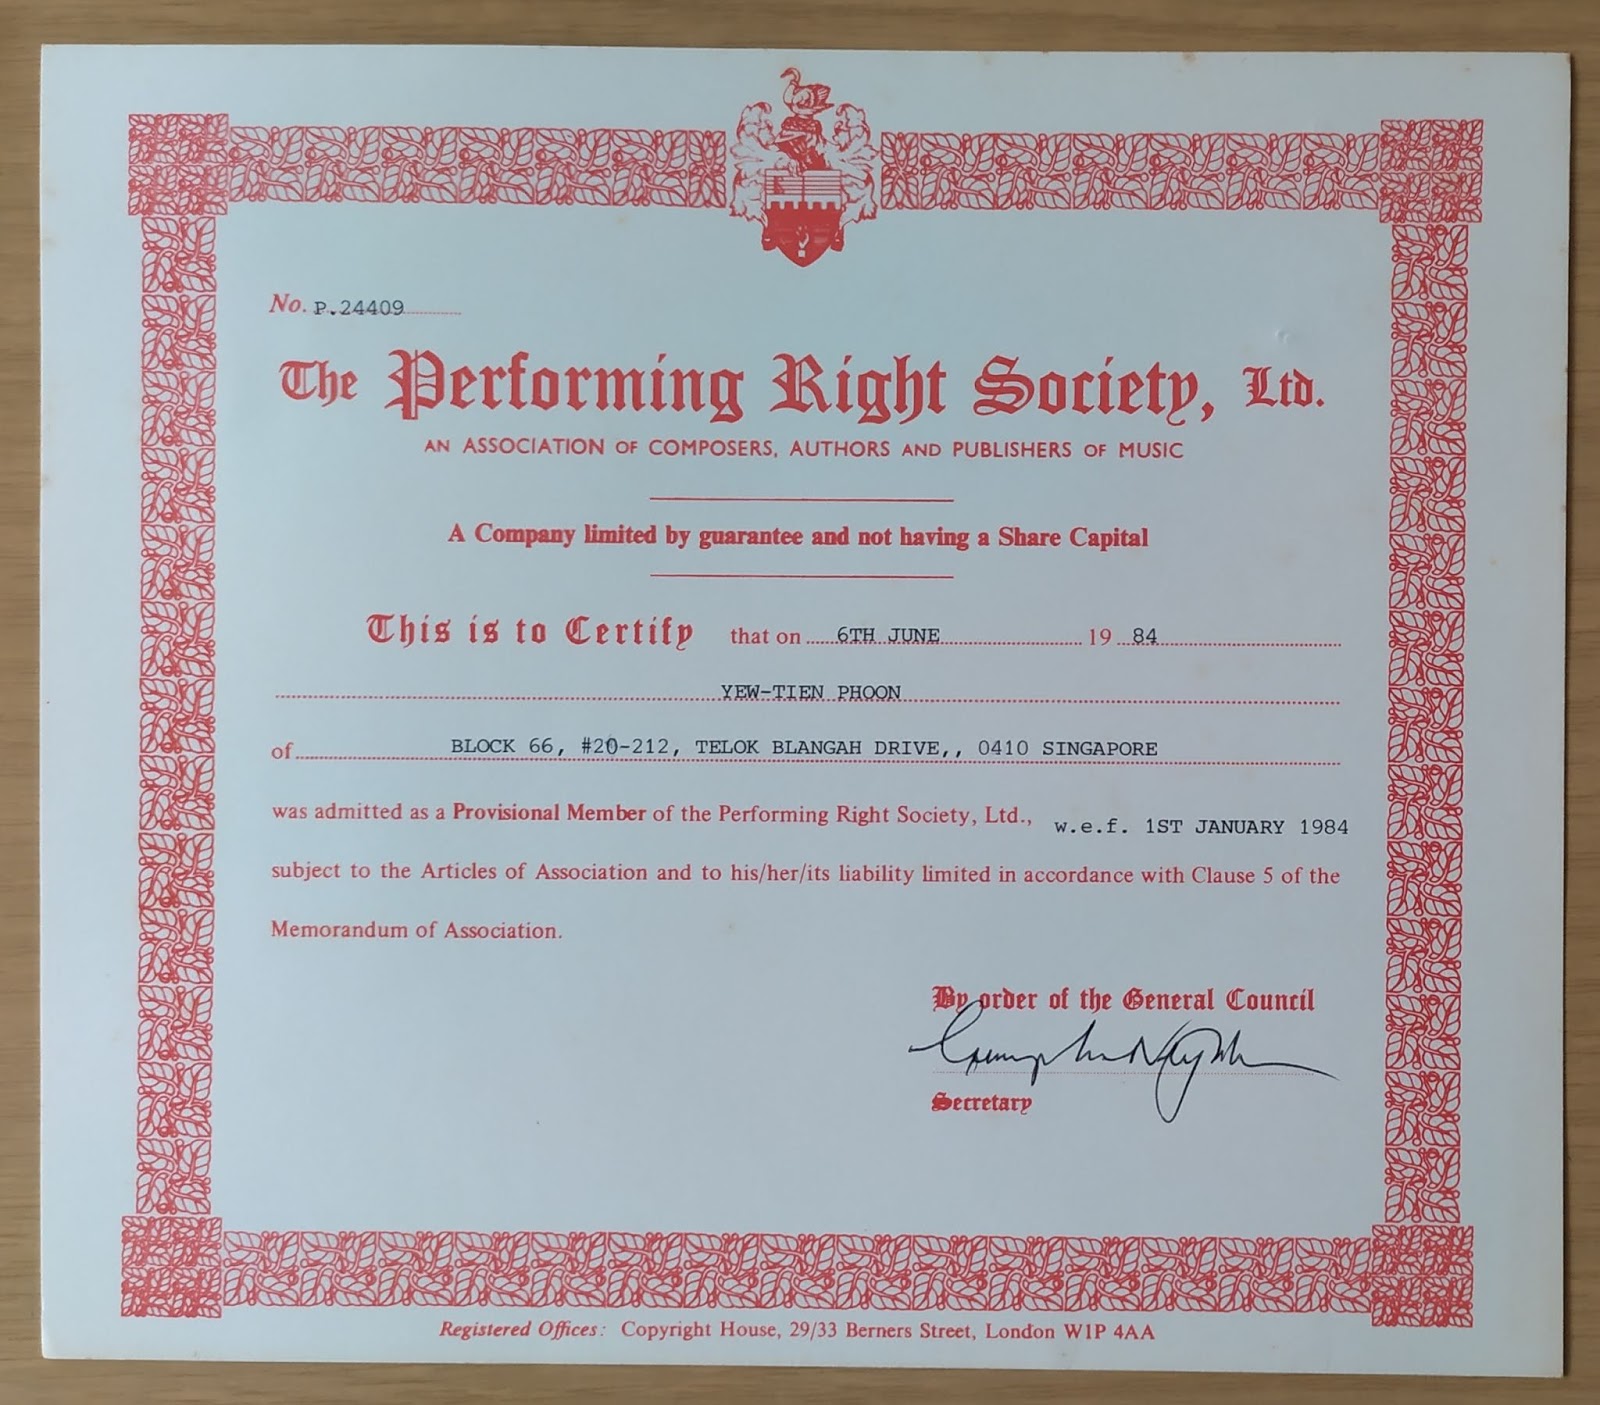 No. P.24409
The Performing Right Society, Ltd.
AN ASSOCIATION OF COMPOSERS, AUTHORS AND PUBLISHERS OF MUSIC
A Company limited by guarantee and not having a Share Capital
This is to Certify that on 6TH JUNE 19 84
YEW-TIEN PHOON
of BLOCK 66, #20-212, TELOK BLANGAH DRIVE,, 0410 SINGAPORE
was admitted as a Provisional Member of the Performing Right Society, Ltd., w.e.f. 1ST JANUARY 1984
subject to the Articles of Association and to his/her/its liability limited in accordance with Clause 5 of the
Memorandum of Association.
By order of the General Council
Secretary
Registered Offices: Copyright House, 29/33 Berners Street, London W1P 4AA